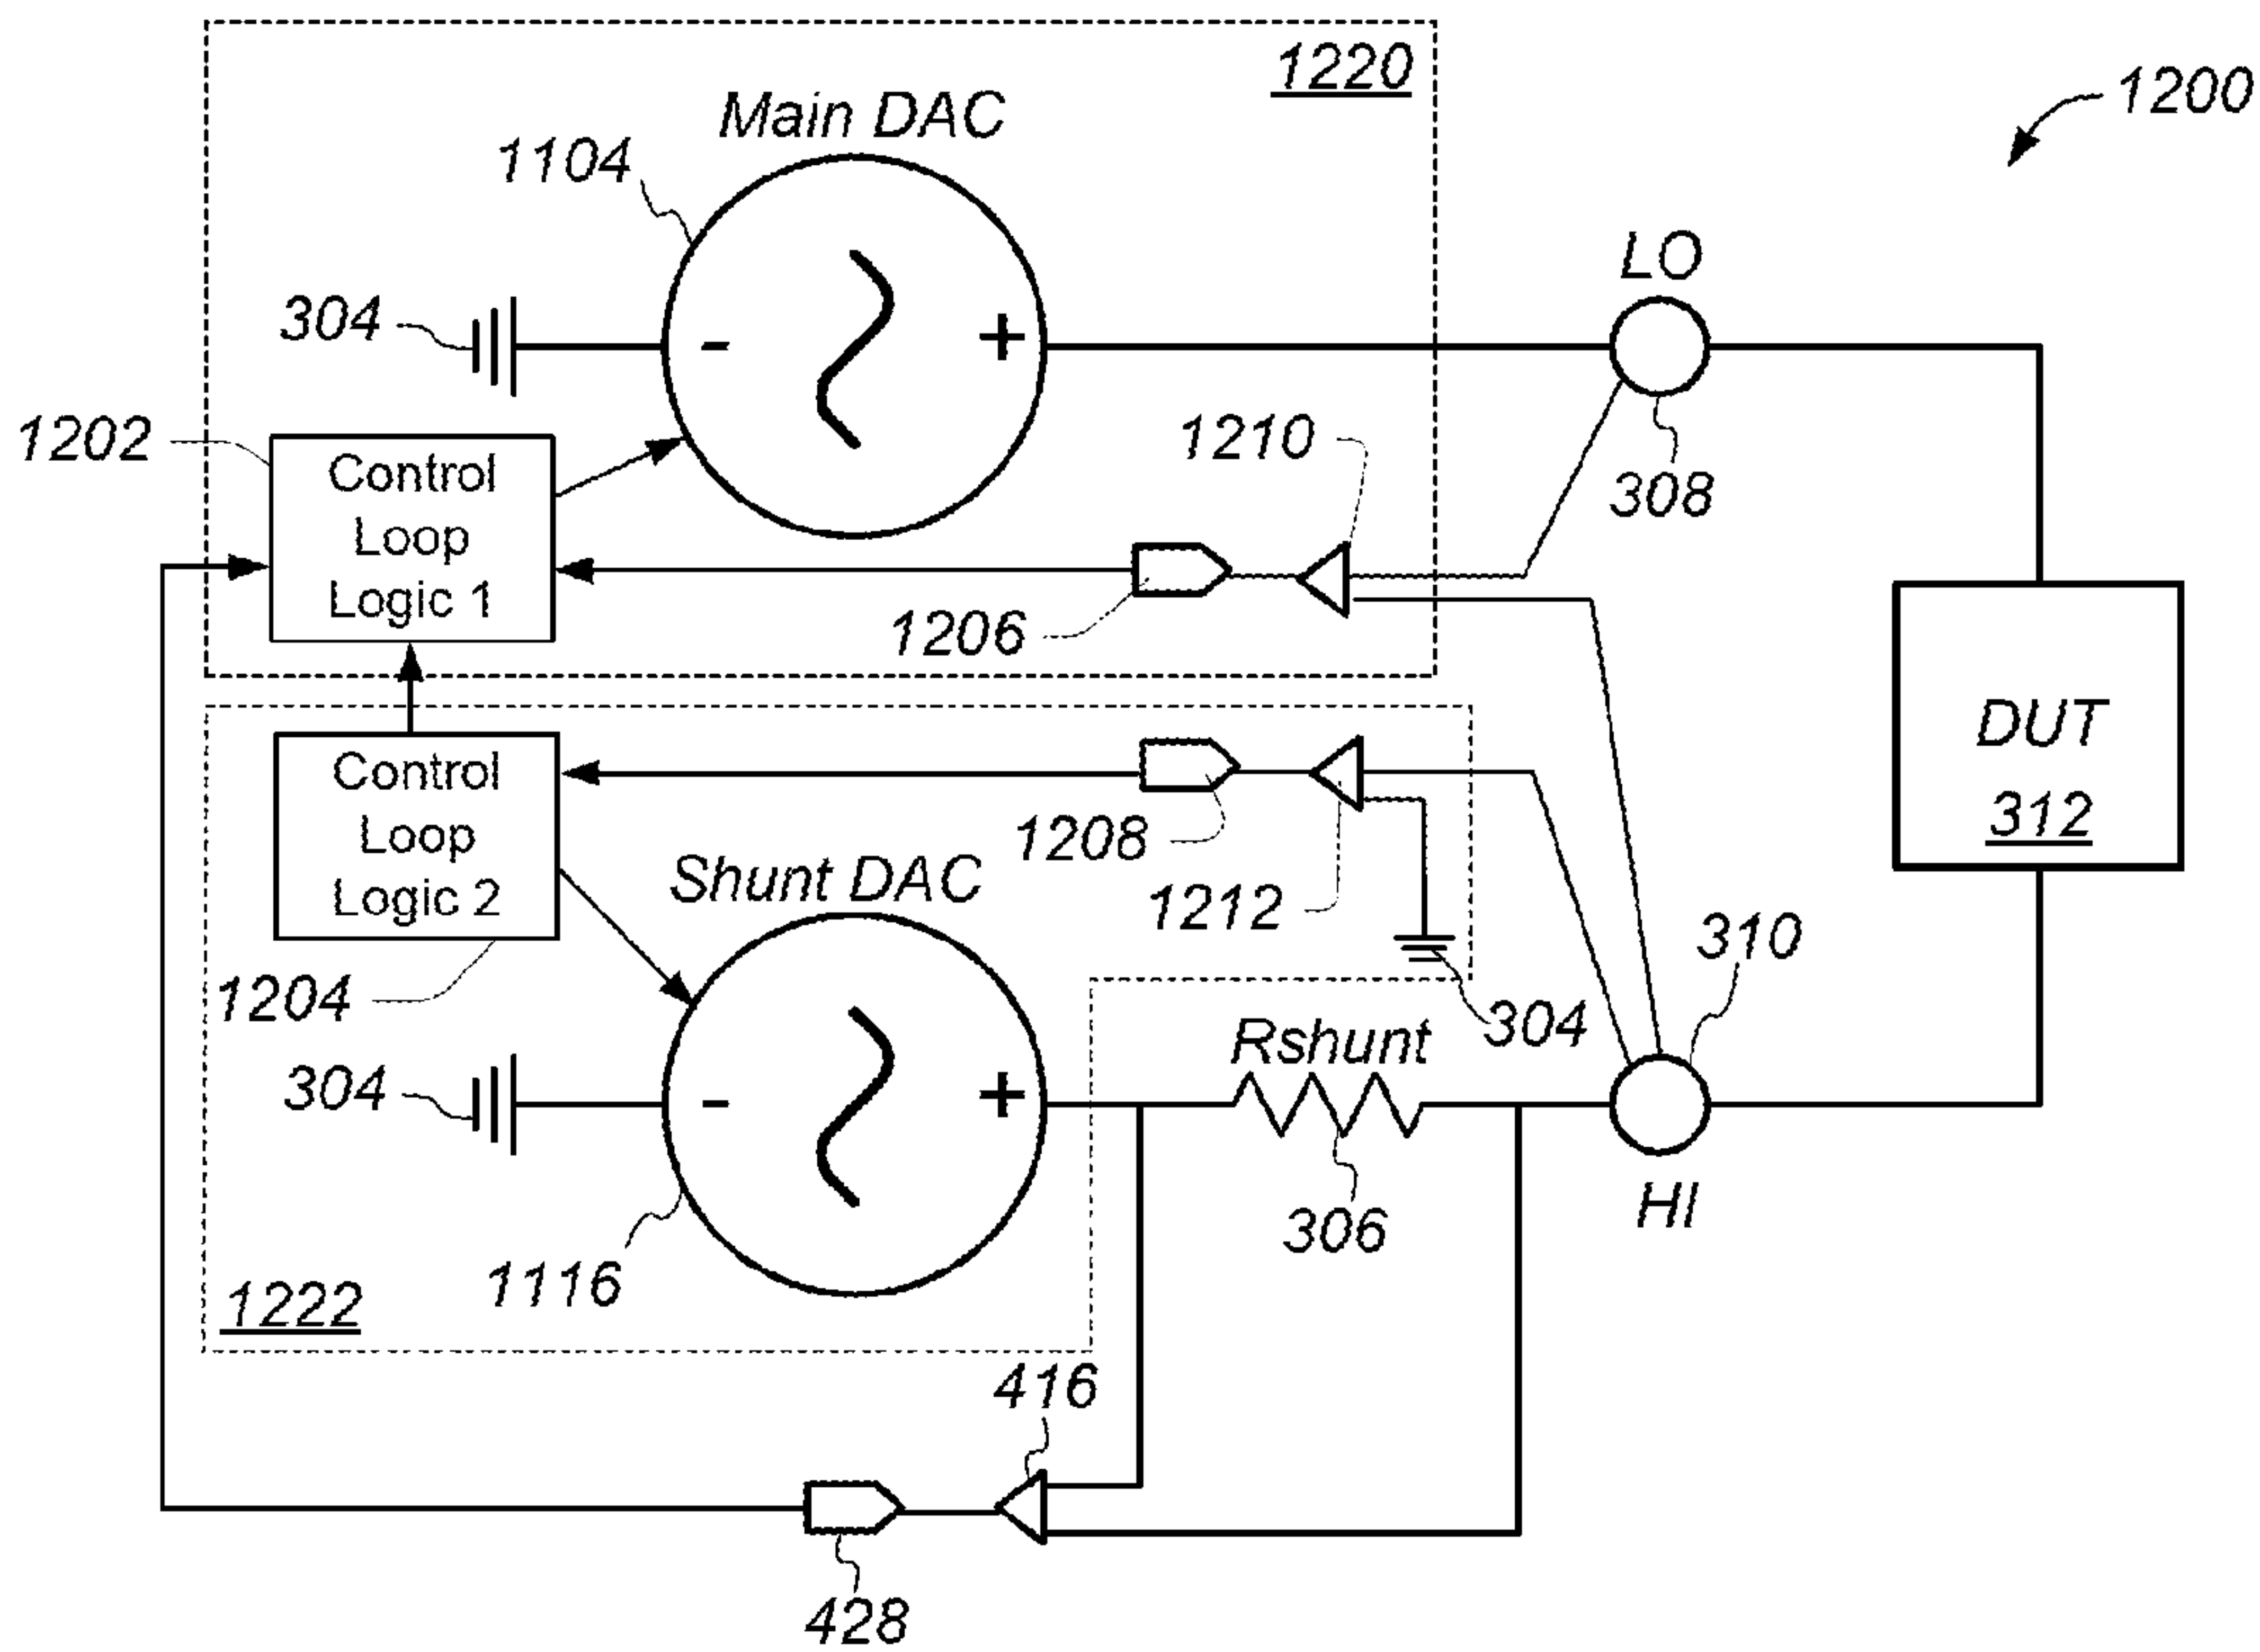 1220
1200
Main DAC
1104
LO
304
-
+
1202
Control
Loop
Logic 1
1210
308
1206
DUT
312
Control
Loop
Logic 2
1208
Shunt DAC
1212
310
1204
304
Rshunt
304
-
+
306
HI
1116
1222
416
428